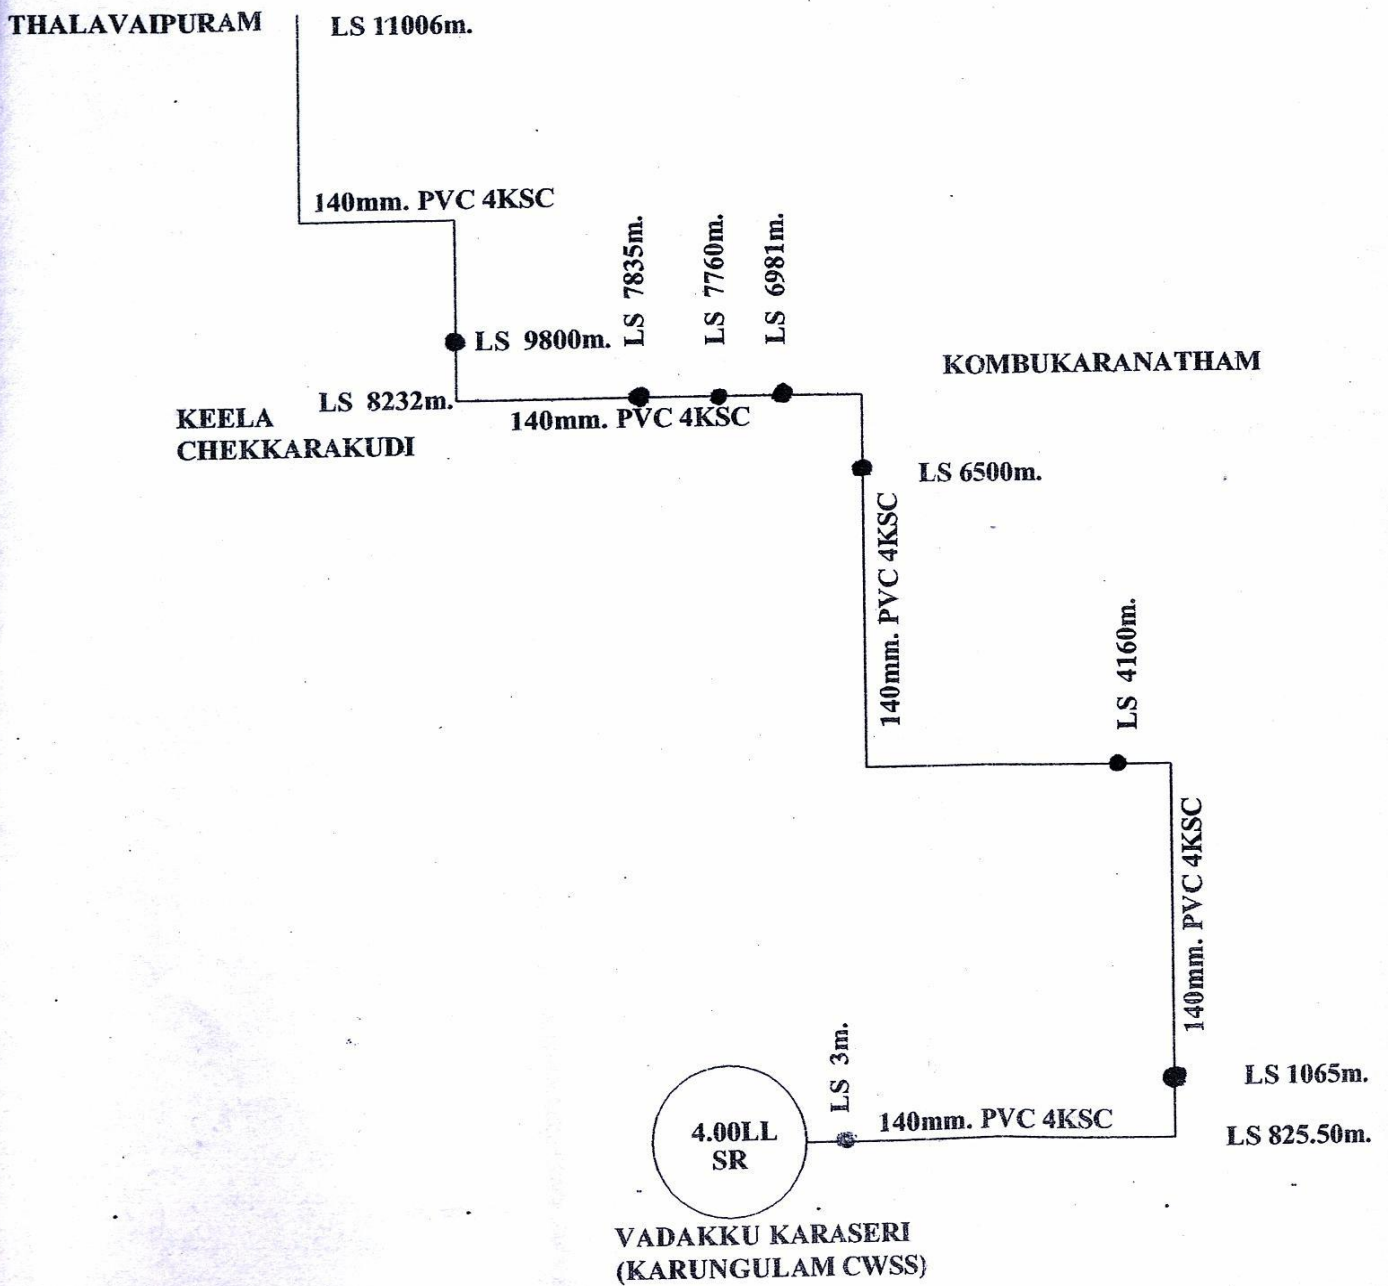 THALAVAIPURAM
LS 11006m.
140mm. PVC 4KSC
LS 7835m.
LS 7760m.
LS 6981m.
LS 9800m.
KOMBUKARANATHAM
LS 8232m.
KEELA
CHEKKARAKUDI
140mm. PVC 4KSC
LS 6500m.
140mm. PVC 4KSC
LS 4160m.
140mm. PVC 4KSC
LS 3m.
LS 1065m.
140mm. PVC 4KSC
LS 825.50m.
4.00LL
SR
VADAKKU KARASERI
(KARUNGULAM CWSS)